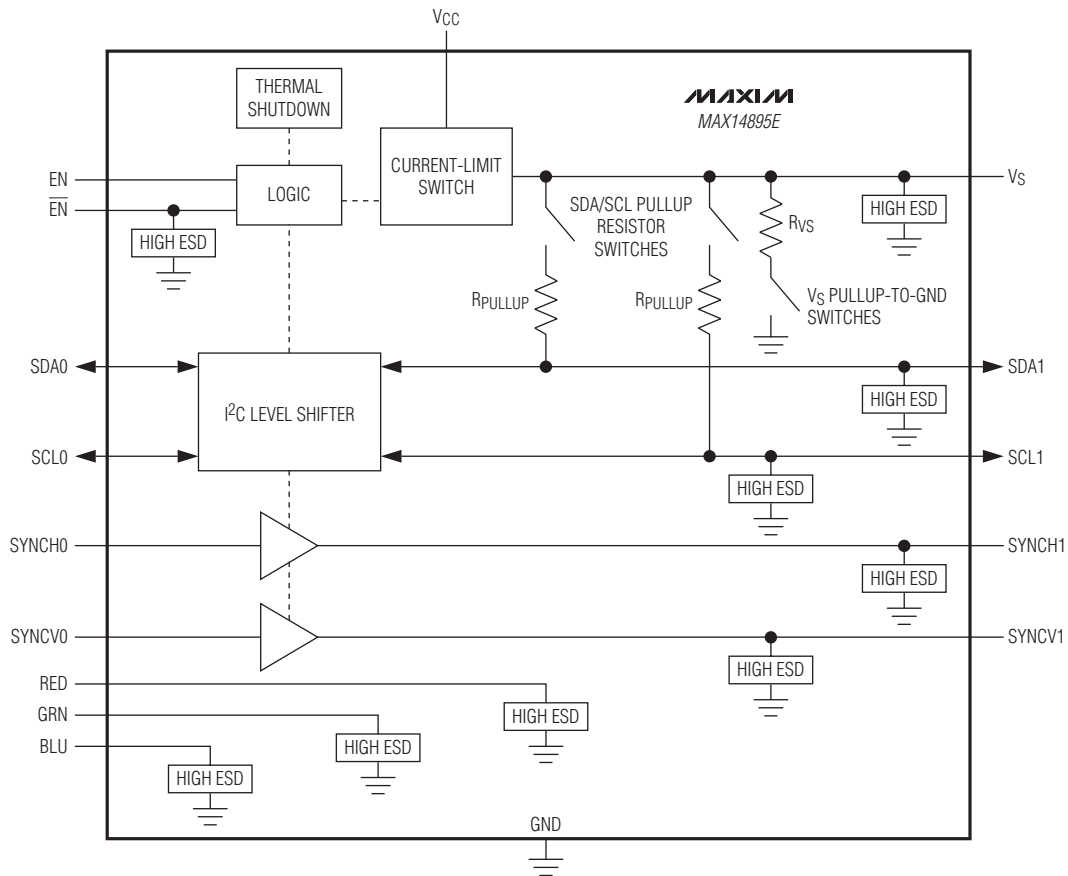 VCC
THERMAL
SHUTDOWN
MAXIM
MAX14895E
CURRENT-LIMIT
SWITCH
EN
LOGIC
VS
EN
HIGH ESD
SDA/SCL PULLUP
RESISTOR
SWITCHES
RVS
HIGH ESD
RPULLUP
RPULLUP
VS PULLUP-TO-GND
SWITCHES
SDA0
SDA1
I2C LEVEL SHIFTER
HIGH ESD
SCL0
SCL1
HIGH ESD
SYNCH0
SYNCH1
HIGH ESD
SYNCV0
SYNCV1
HIGH ESD
RED
HIGH ESD
GRN
HIGH ESD
BLU
HIGH ESD
GND